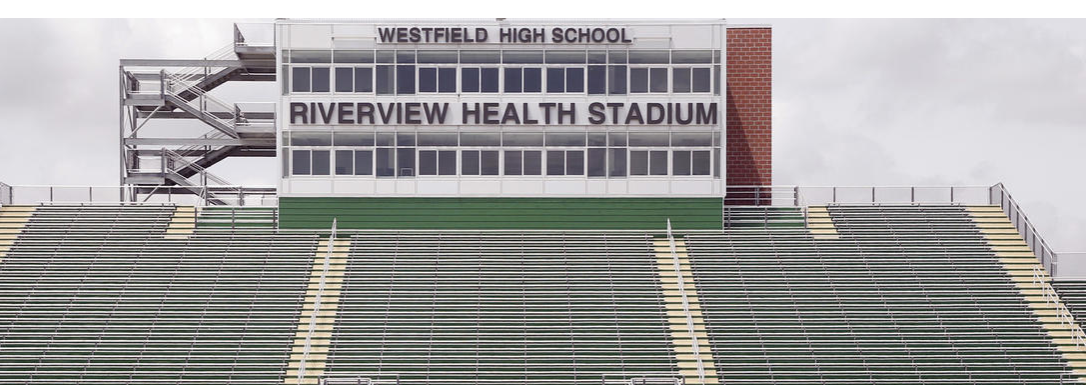 WESTFIELD HIGH SCHOOL
RIVERVIEW HEALTH STADIUM